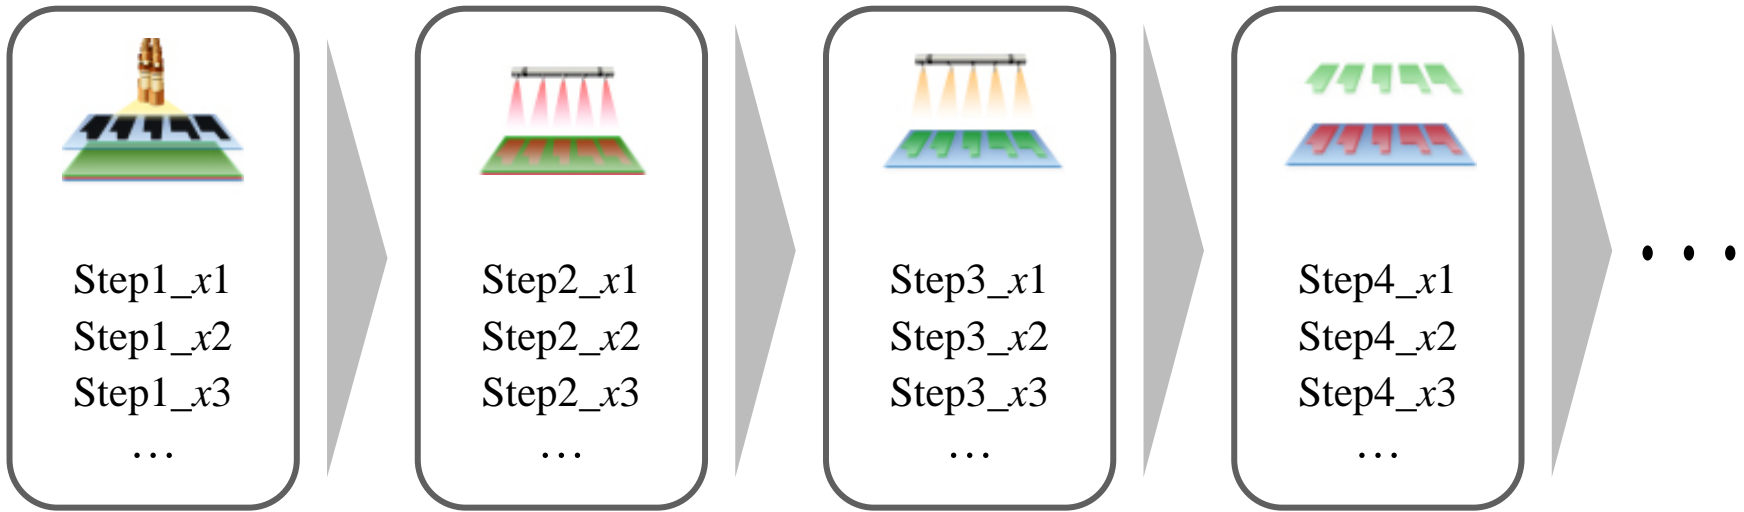 Step1_x1
Step1_x2
Step1_x3
...
Step2_x1
Step2_x2
Step2_x3
...
Step3_x1
Step3_x2
Step3_x3
...
Step4_x1
Step4_x2
Step4_x3
...
...